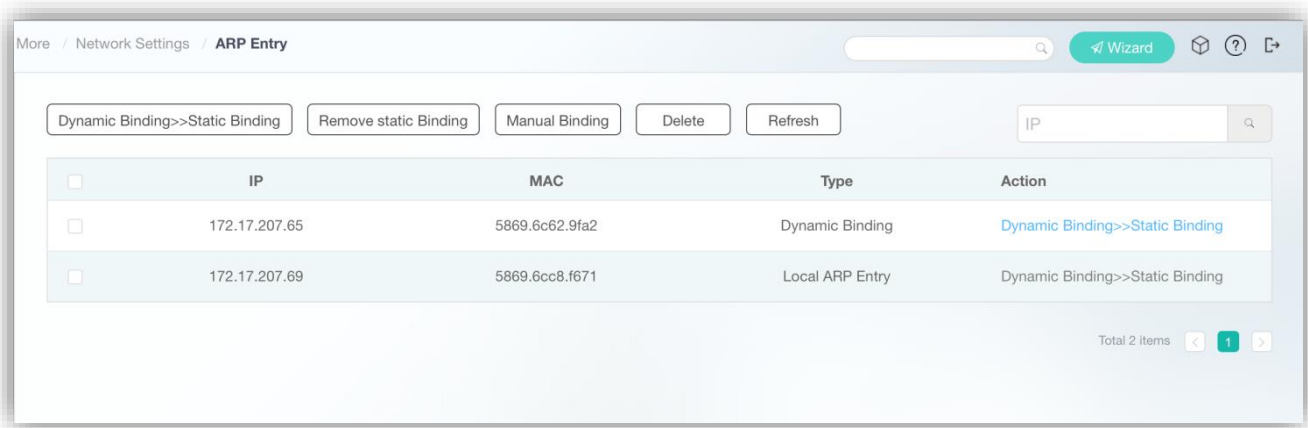 More / Network Settings / ARP Entry
Wizard
Dynamic Binding>>Static Binding Remove static Binding Manual Binding Delete Refresh IP
IP MAC Type Action
172.17.207.65 5869.6c62.9fa2 Dynamic Binding Dynamic Binding>>Static Binding
172.17.207.69 5869.6cc8.f671 Local ARP Entry Dynamic Binding>>Static Binding
Total 2 items < 1 >